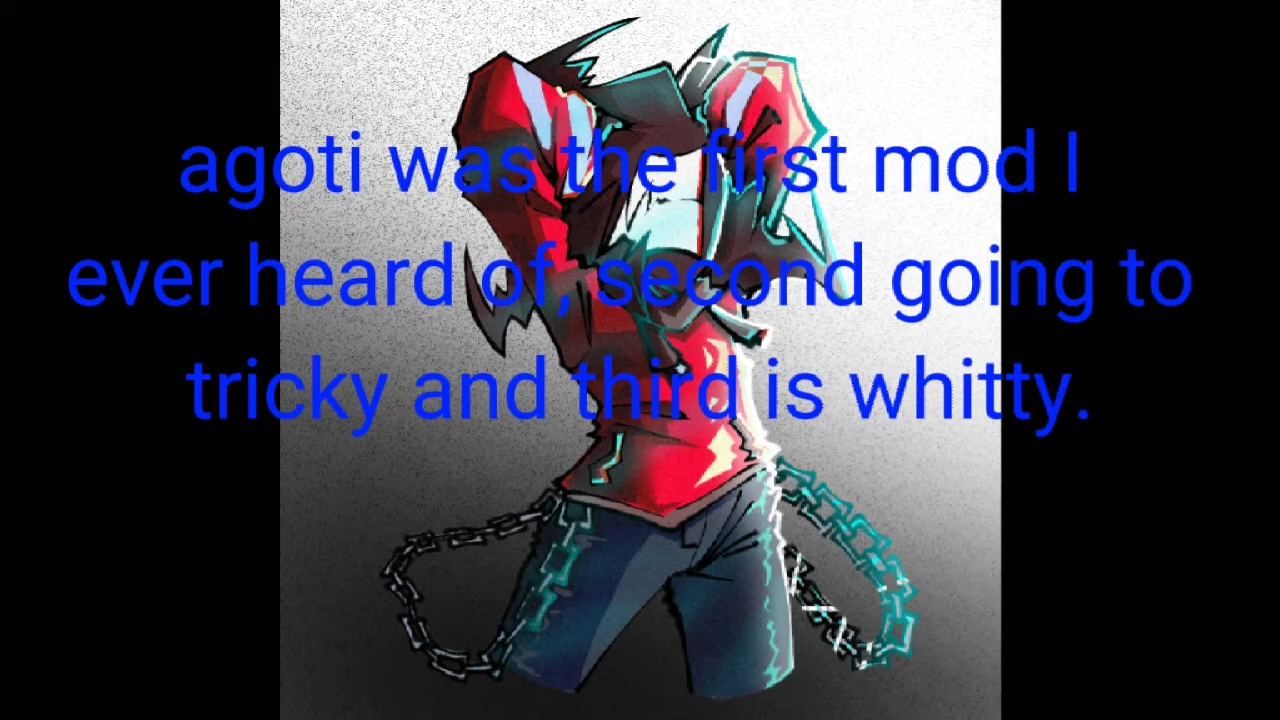 agoti was the first mod I
ever heard of, second going to
tricky and third is whitty.